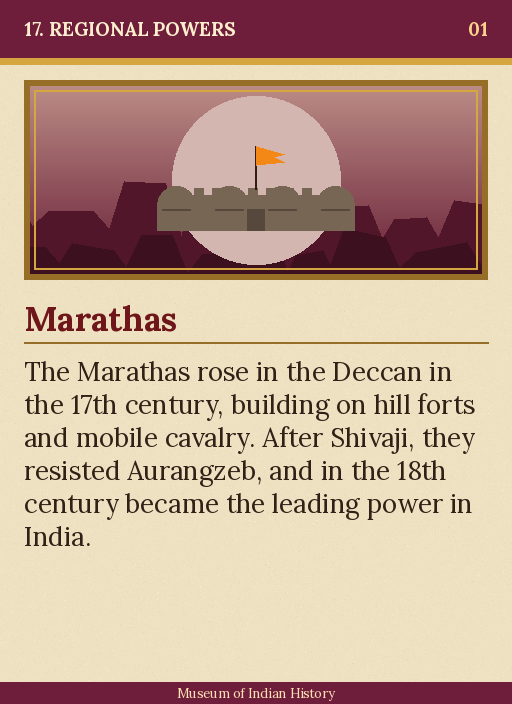 17. REGIONAL POWERS
01
Marathas
The Marathas rose in the Deccan in
the 17th century, building on hill forts
and mobile cavalry. After Shivaji, they
resisted Aurangzeb, and in the 18th
century became the leading power in
India.
Museum of Indian History